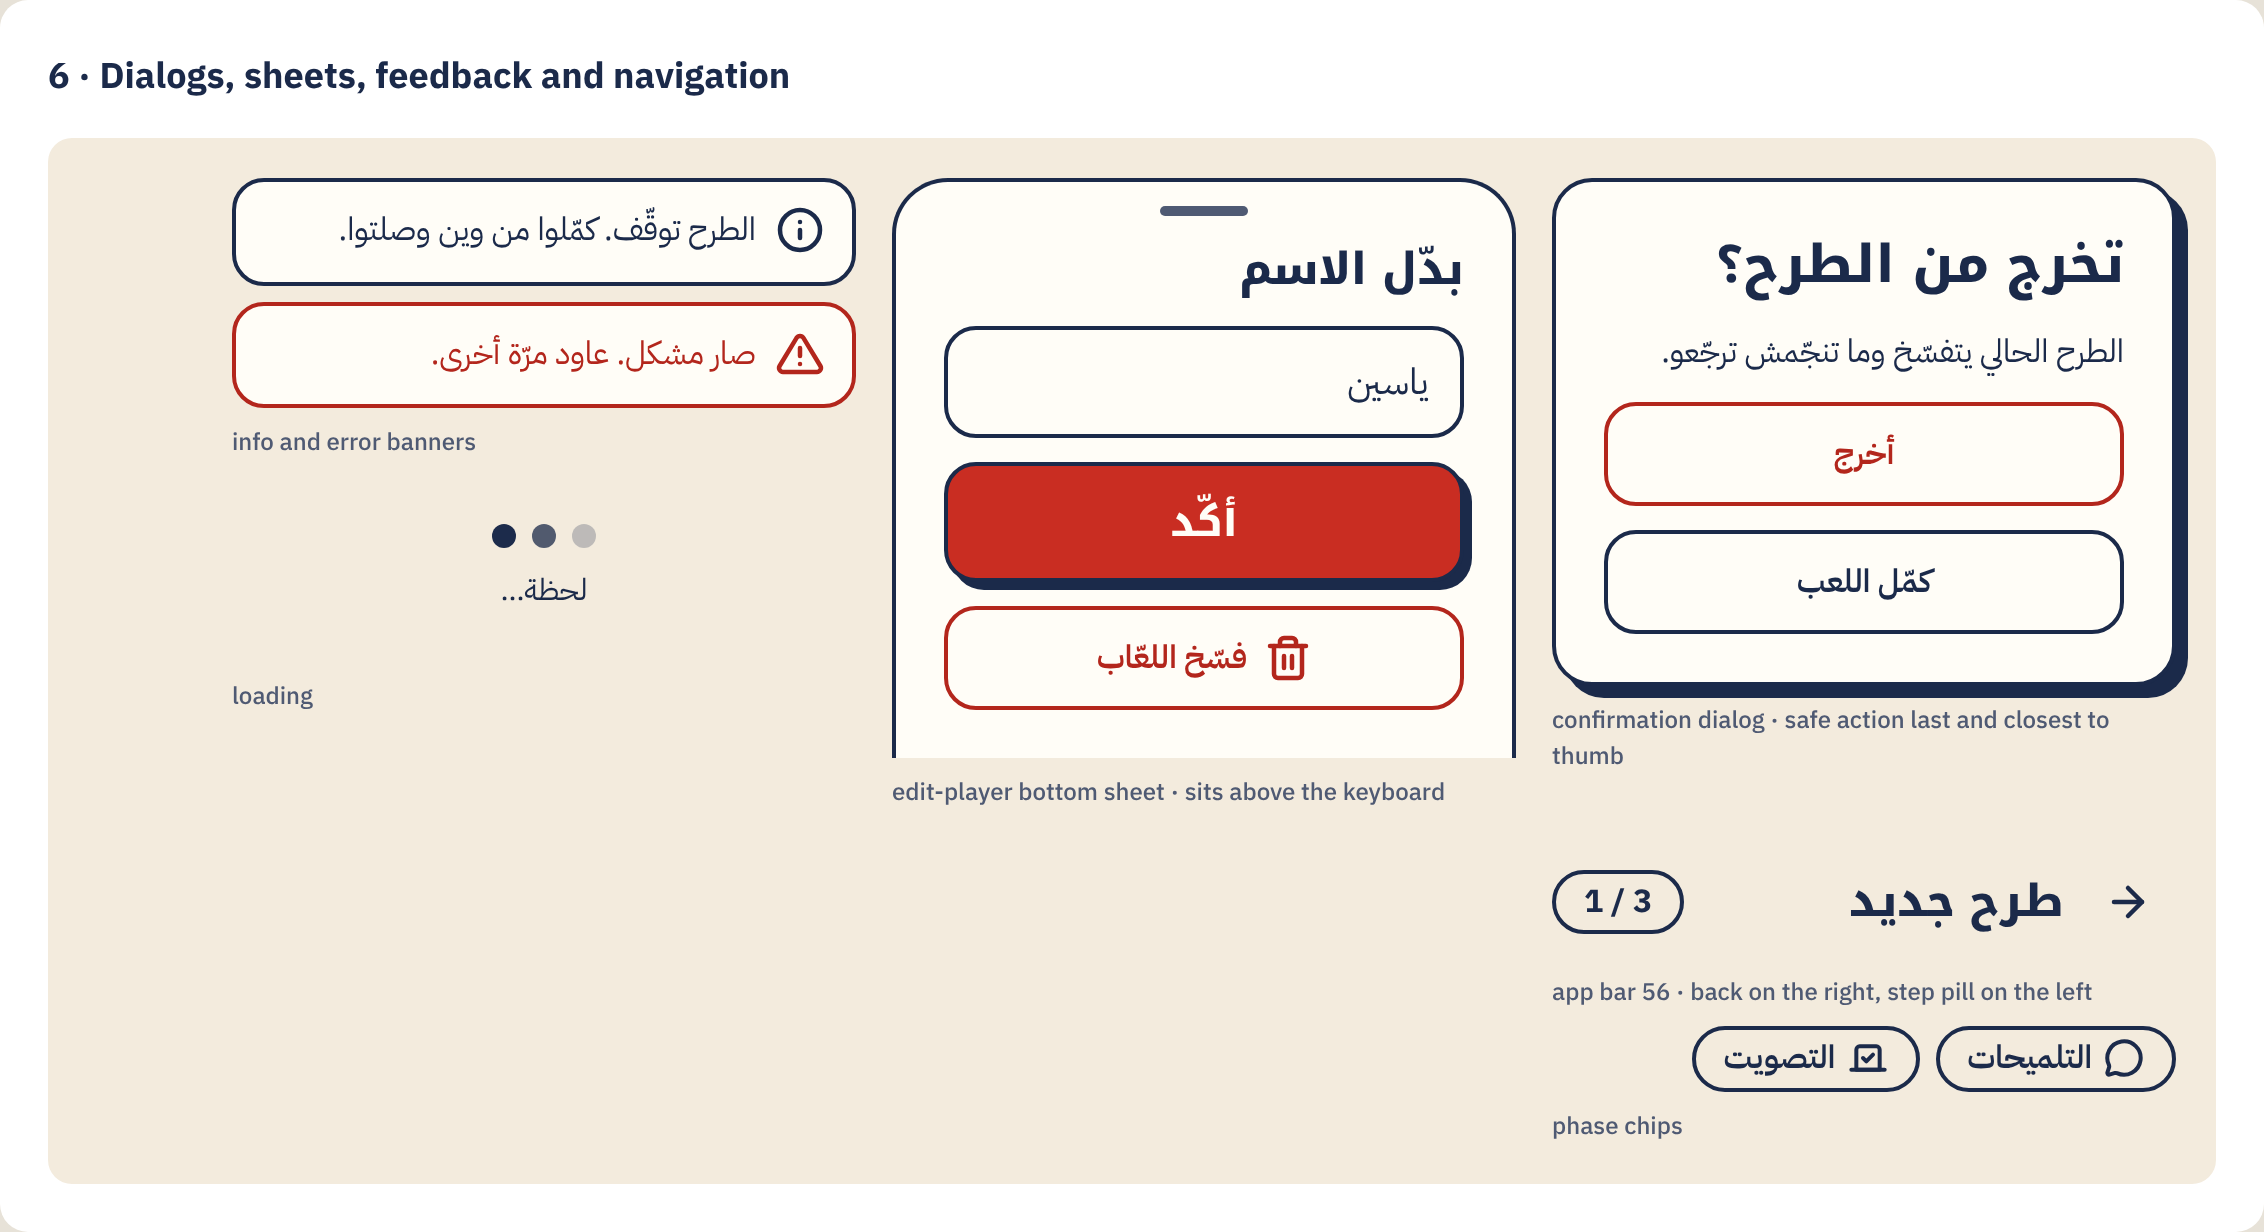 6 · Dialogs, sheets, feedback and navigation
تخرج من الطرح؟
الطرح الحالي يتفسّخ وما تنجّمش ترجّعو.
أخرج
كمّل اللعب
confirmation dialog · safe action last and closest to
thumb
بدّل الاسم
ياسين
أكّد
فسّخ اللعّاب
edit-player bottom sheet · sits above the keyboard
الطرح توقّف. كمّلوا من وين وصلتوا.
صار مشكل. عاود مرّة أخرى.
info and error banners
لحظة...
loading
طرح جديد
1 / 3
app bar 56 · back on the right, step pill on the left
التلميحات
التصويت
phase chips